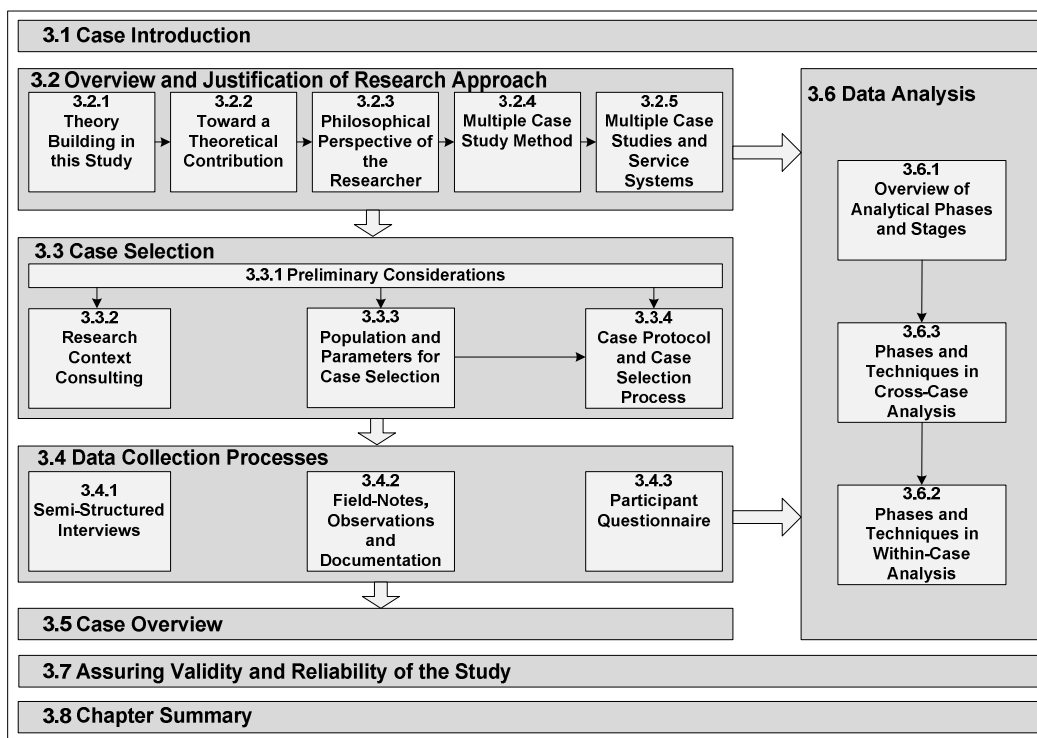 3.1 Case Introduction
3.2 Overview and Justification of Research Approach
3.2.1
Theory
Building in
this Study
3.2.2
Toward a
Theoretical
Contribution
3.2.3
Philosophical
Perspective of
the
Researcher
3.2.4
Multiple Case
Study Method
3.2.5
Multiple Case
Studies and
Service
Systems
3.3 Case Selection
3.3.1 Preliminary Considerations
3.3.2
Research
Context
Consulting
3.3.3
Population and
Parameters for
Case Selection
3.3.4
Case Protocol
and Case
Selection
Process
3.4 Data Collection Processes
3.4.1
Semi-Structured
Interviews
3.4.2
Field-Notes,
Observations
and
Documentation
3.4.3
Participant
Questionnaire
3.5 Case Overview
3.6 Data Analysis
3.6.1
Overview of
Analytical Phases
and Stages
3.6.3
Phases and
Techniques in
Cross-Case
Analysis
3.6.2
Phases and
Techniques in
Within-Case
Analysis
3.7 Assuring Validity and Reliability of the Study
3.8 Chapter Summary